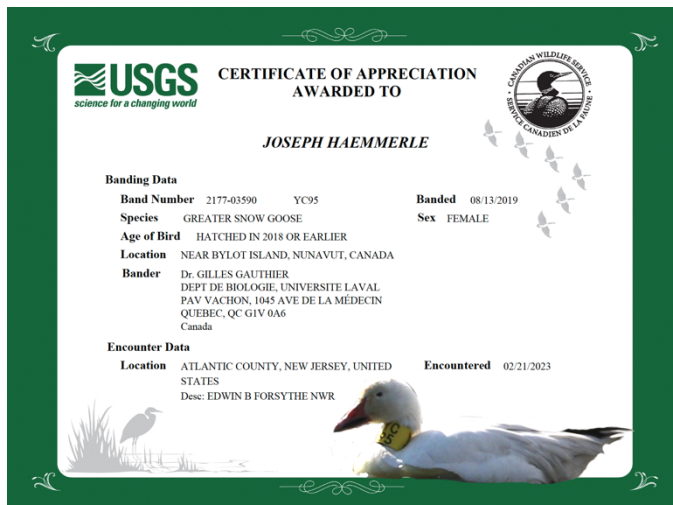 USGS
science for a changing world
CERTIFICATE OF APPRECIATION
AWARDED TO
CANADIAN WILDLIFE SERVICE
SERVICE CANADIEN DE LA FAUNE
JOSEPH HAEMMERLE
Banding Data
Band Number 2177-03590 YC95 Banded 08/13/2019
Species GREATER SNOW GOOSE Sex FEMALE
Age of Bird HATCHED IN 2018 OR EARLIER
Location NEAR BYLOT ISLAND, NUNAVUT, CANADA
Bander Dr. GILLES GAUTHIER
DEPT DE BIOLOGIE, UNIVERSITE LAVAL
PAV VACHON, 1045 AVE DE LA MÉDECIN
QUEBEC, QC G1V 0A6
Canada
Encounter Data
Location ATLANTIC COUNTY, NEW JERSEY, UNITED Encountered 02/21/2023
STATES
Desc: EDWIN B FORSYTHE NWR